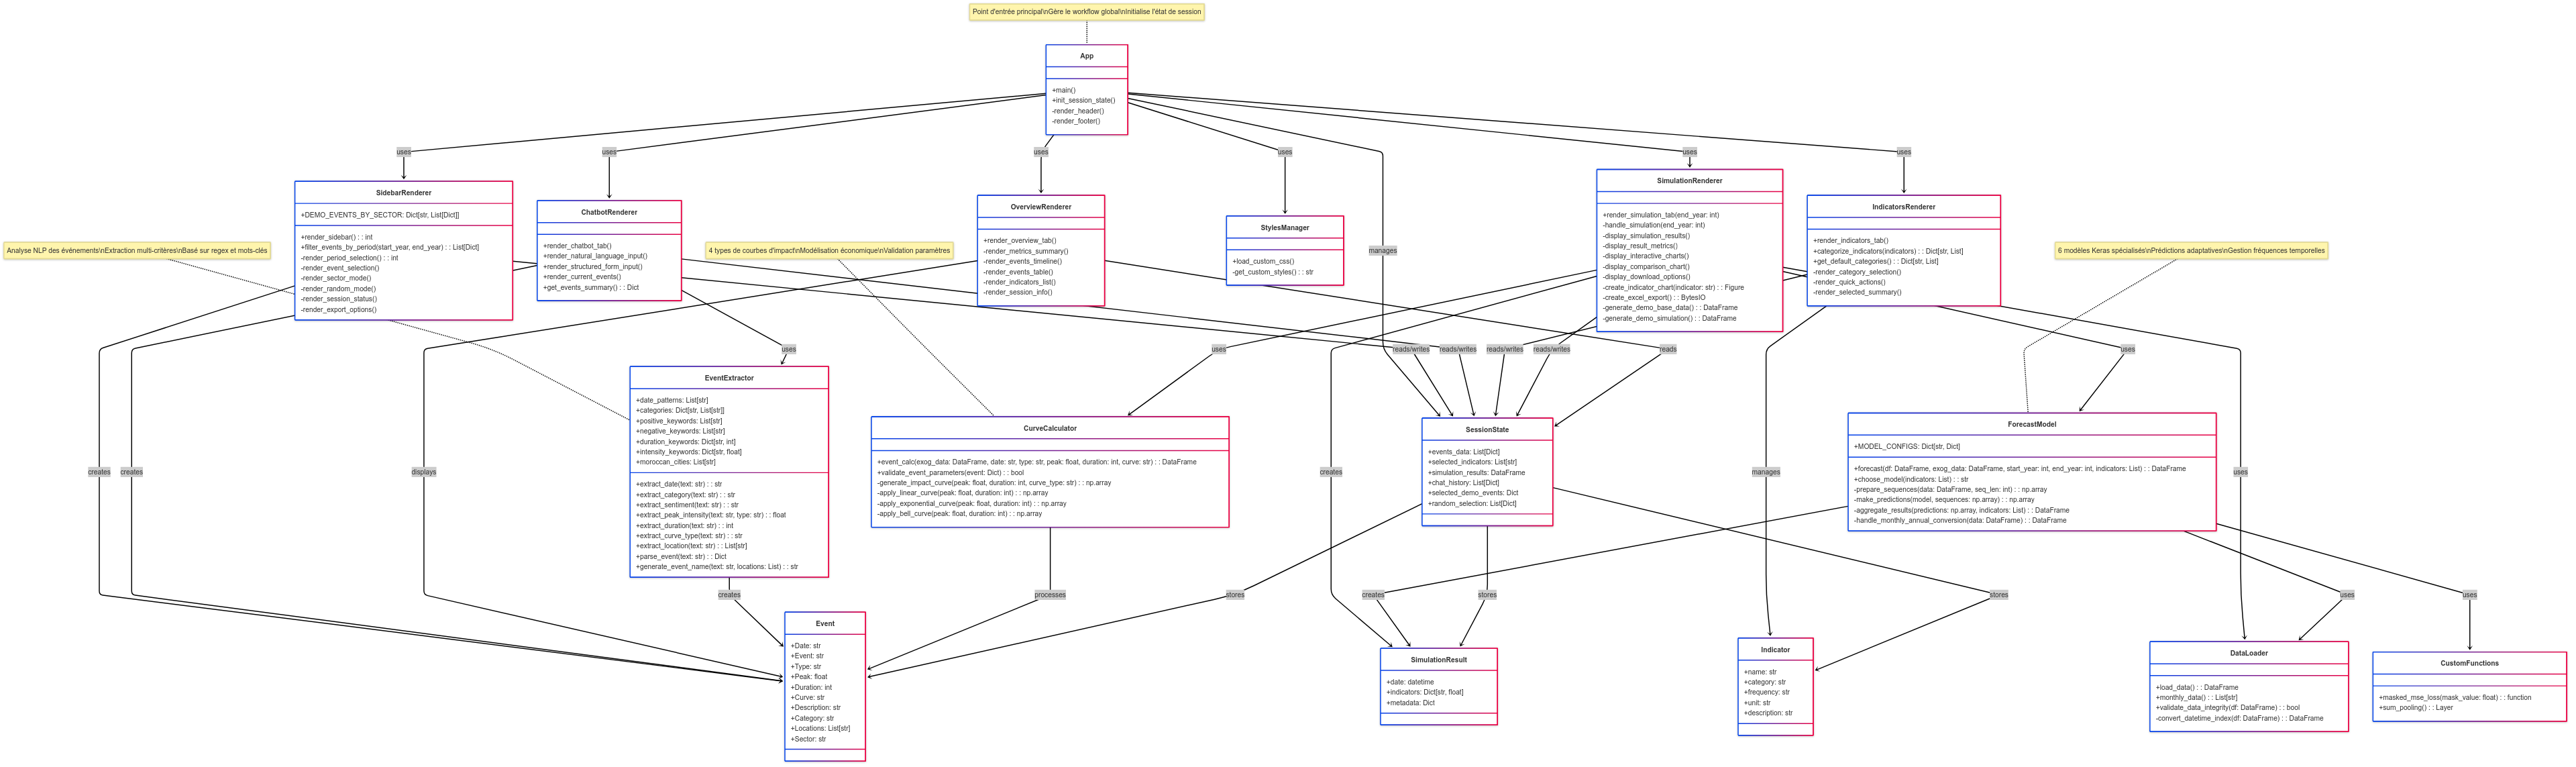 Point d'entrée principal\nGère le workflow global\nInitialise l'état de session
App
+main()
+init_session_state()
-render_header()
-render_footer()
uses
uses
uses
uses
manages
uses
uses
SidebarRenderer
+DEMO_EVENTS_BY_SECTOR: Dict[str, List[Dict]]
+render_sidebar() : : int
+filter_events_by_period(start_year, end_year) : : List[Dict]
-render_period_selection() : : int
-render_event_selection()
-render_sector_mode()
-render_random_mode()
-render_session_status()
-render_export_options()
ChatbotRenderer
+render_chatbot_tab()
+render_natural_language_input()
+render_structured_form_input()
+render_current_events()
+get_events_summary() : : Dict
OverviewRenderer
+render_overview_tab()
-render_metrics_summary()
-render_events_timeline()
-render_events_table()
-render_indicators_list()
-render_session_info()
StylesManager
+load_custom_css()
-get_custom_styles() : : str
SimulationRenderer
+render_simulation_tab(end_year: int)
-handle_simulation(end_year: int)
-display_simulation_results()
-display_result_metrics()
-display_interactive_charts()
-display_comparison_chart()
-display_download_options()
-create_indicator_chart(indicator: str) : : Figure
-create_excel_export() : : BytesIO
-generate_demo_base_data() : : DataFrame
-generate_demo_simulation() : : DataFrame
IndicatorsRenderer
+render_indicators_tab()
+categorize_indicators(indicators) : : Dict[str, List]
+get_default_categories() : : Dict[str, List]
-render_category_selection()
-render_quick_actions()
-render_selected_summary()
Analyse NLP des événements\nExtraction multi-critères\nBasé sur regex et mots-clés
4 types de courbes d'impact\nModélisation économique\nValidation paramètres
6 modèles Keras spécialisés\nPrédictions adaptatives\nGestion fréquences temporelles
uses
uses
reads/writes
reads/writes
reads/writes
reads/writes
reads
uses
EventExtractor
+date_patterns: List[str]
+categories: Dict[str, List[str]]
+positive_keywords: List[str]
+negative_keywords: List[str]
+duration_keywords: Dict[str, int]
+intensity_keywords: Dict[str, float]
+moroccan_cities: List[str]
+extract_date(text: str) : : str
+extract_category(text: str) : : str
+extract_sentiment(text: str) : : str
+extract_peak_intensity(text: str, type: str) : : float
+extract_duration(text: str) : : int
+extract_curve_type(text: str) : : str
+extract_location(text: str) : : List[str]
+parse_event(text: str) : : Dict
+generate_event_name(text: str, locations: List) : : str
CurveCalculator
+event_calc(exog_data: DataFrame, date: str, type: str, peak: float, duration: int, curve: str) : : DataFrame
+validate_event_parameters(event: Dict) : : bool
-generate_impact_curve(peak: float, duration: int, curve_type: str) : : np.array
-apply_linear_curve(peak: float, duration: int) : : np.array
-apply_exponential_curve(peak: float, duration: int) : : np.array
-apply_bell_curve(peak: float, duration: int) : : np.array
SessionState
+events_data: List[Dict]
+selected_indicators: List[str]
+simulation_results: DataFrame
+chat_history: List[Dict]
+selected_demo_events: Dict
+random_selection: List[Dict]
ForecastModel
+MODEL_CONFIGS: Dict[str, Dict]
+forecast(df: DataFrame, exog_data: DataFrame, start_year: int, end_year: int, indicators: List) : : DataFrame
+choose_model(indicators: List) : : str
-prepare_sequences(data: DataFrame, seq_len: int) : : np.array
-make_predictions(model, sequences: np.array) : : np.array
-aggregate_results(predictions: np.array, indicators: List) : : DataFrame
-handle_monthly_annual_conversion(data: DataFrame) : : DataFrame
creates
creates
displays
creates
manages
uses
creates
processes
stores
creates
stores
stores
uses
uses
Event
+Date: str
+Event: str
+Type: str
+Peak: float
+Duration: int
+Curve: str
+Description: str
+Category: str
+Locations: List[str]
+Sector: str
SimulationResult
+date: datetime
+indicators: Dict[str, float]
+metadata: Dict
Indicator
+name: str
+category: str
+frequency: str
+unit: str
+description: str
DataLoader
+load_data() : : DataFrame
+monthly_data() : : List[str]
+validate_data_integrity(df: DataFrame) : : bool
-convert_datetime_index(df: DataFrame) : : DataFrame
CustomFunctions
+masked_mse_loss(mask_value: float) : : function
+sum_pooling() : : Layer